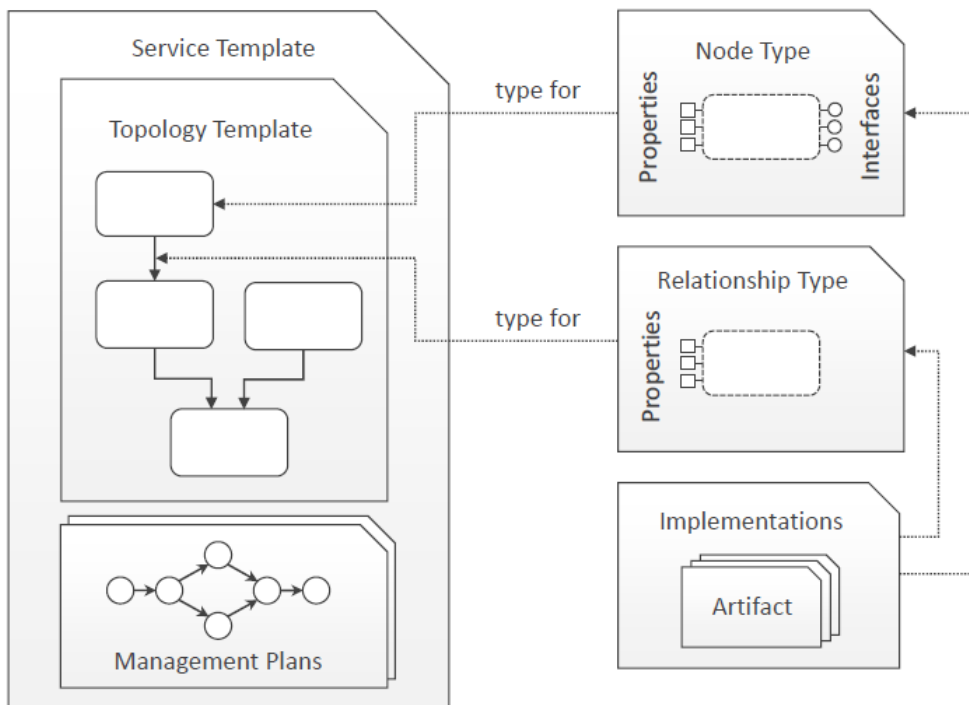 Service Template
Topology Template
Management Plans
type for
type for
Node Type
Properties
Interfaces
Relationship Type
Properties
Implementations
Artifact